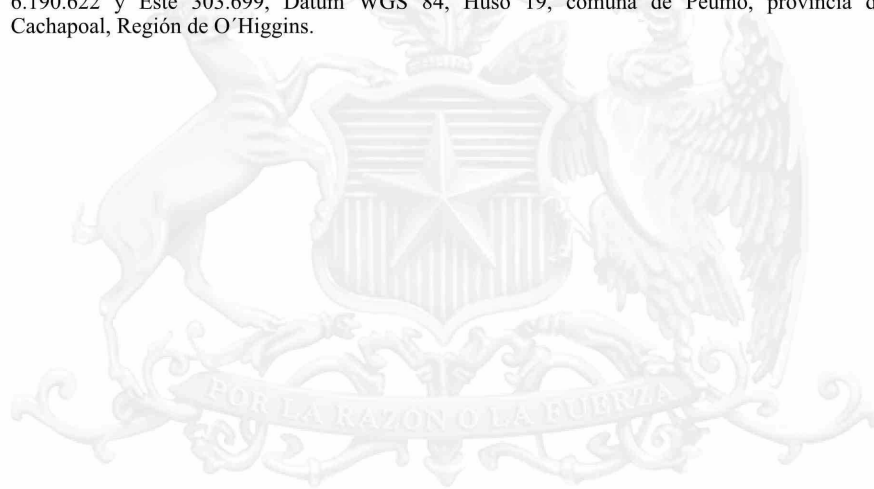 6.190.622 y Este 303.699, Datum WGS 84, Huso 19, comuna de Peumo, provincia d
Cachapoal, Región de O´Higgins.
POR LA RAZÓN O LA FUERZA